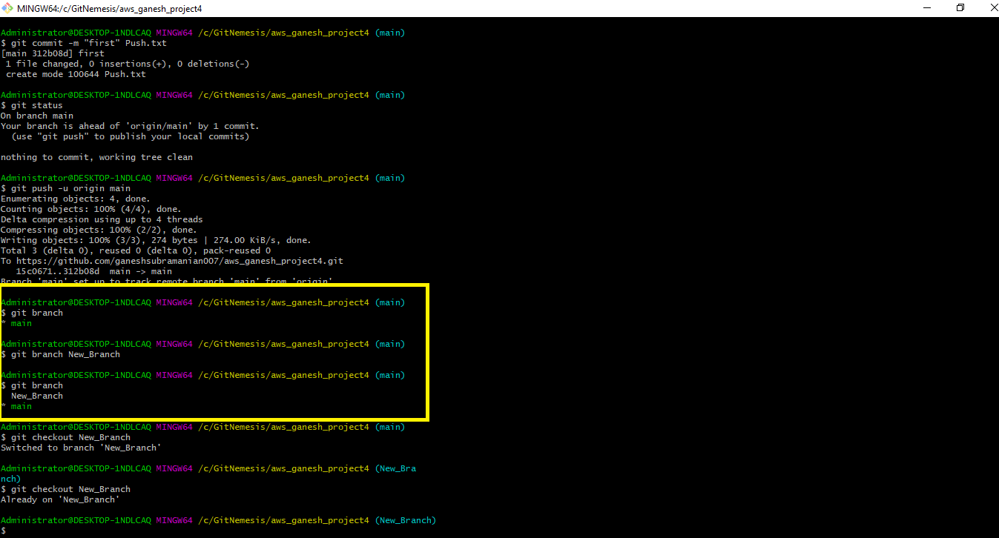 MINGW64:/c/GitNemesis/aws_ganesh_project4
Administrator@DESKTOP-1NDLCAQ MINGW64 /c/GitNemesis/aws_ganesh_project4 (main)
$ git commit -m "first" Push.txt
[main 312b08d] first
 1 file changed, 0 insertions(+), 0 deletions(-)
 create mode 100644 Push.txt
Administrator@DESKTOP-1NDLCAQ MINGW64 /c/GitNemesis/aws_ganesh_project4 (main)
$ git status
On branch main
Your branch is ahead of 'origin/main' by 1 commit.
  (use "git push" to publish your local commits)
nothing to commit, working tree clean
Administrator@DESKTOP-1NDLCAQ MINGW64 /c/GitNemesis/aws_ganesh_project4 (main)
$ git push -u origin main
Enumerating objects: 4, done.
Counting objects: 100% (4/4), done.
Delta compression using up to 4 threads
Compressing objects: 100% (2/2), done.
Writing objects: 100% (3/3), 274 bytes | 274.00 KiB/s, done.
Total 3 (delta 0), reused 0 (delta 0), pack-reused 0
To https://github.com/ganeshsubramanian007/aws_ganesh_project4.git
   15c0671..312b08d  main -> main
Branch 'main' set up to track remote branch 'main' from 'origin'
Administrator@DESKTOP-1NDLCAQ MINGW64 /c/GitNemesis/aws_ganesh_project4 (main)
$ git branch
* main
Administrator@DESKTOP-1NDLCAQ MINGW64 /c/GitNemesis/aws_ganesh_project4 (main)
$ git branch New_Branch
Administrator@DESKTOP-1NDLCAQ MINGW64 /c/GitNemesis/aws_ganesh_project4 (main)
$ git branch
  New_Branch
* main
Administrator@DESKTOP-1NDLCAQ MINGW64 /c/GitNemesis/aws_ganesh_project4 (main)
$ git checkout New_Branch
Switched to branch 'New_Branch'
Administrator@DESKTOP-1NDLCAQ MINGW64 /c/GitNemesis/aws_ganesh_project4 (New_Bra
nch)
$ git checkout New_Branch
Already on 'New_Branch'
Administrator@DESKTOP-1NDLCAQ MINGW64 /c/GitNemesis/aws_ganesh_project4 (New_Branch)
$